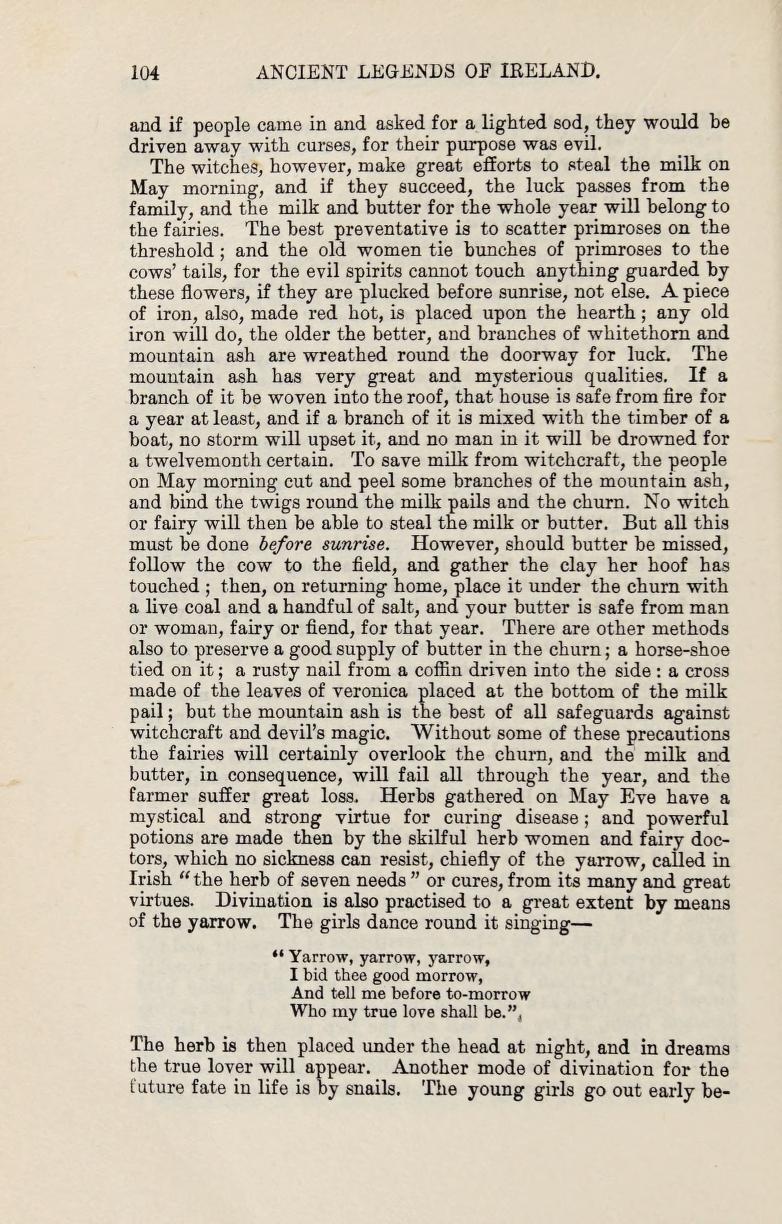 104 ANCIENT LEGENDS OF IRELAND.
and if people came in and asked for a lighted sod, they would be
driven away with curses, for their purpose was evil.
The witches, however, make great efforts to steal the milk on
May morning, and if they succeed, the luck passes from the
family, and the milk and butter for the whole year will belong to
the fairies. The best preventative is to scatter primroses on the
threshold ; and the old women tie bunches of primroses to the
cows' tails, for the evil spirits cannot touch anything guarded by
these flowers, if they are plucked before sunrise, not else. A piece
of iron, also, made red hot, is placed upon the hearth ; any old
iron will do, the older the better, and branches of whitethorn and
mountain ash are wreathed round the doorway for luck. The
mountain ash has very great and mysterious qualities. If a
branch of it be woven into the roof, that house is safe from fire for
a year at least, and if a branch of it is mixed with the timber of a
boat, no storm will upset it, and no man in it will be drowned for
a twelvemonth certain. To save milk from witchcraft, the people
on May morning cut and peel some branches of the mountain ash,
and bind the twigs round the milk pails and the churn. No witch
or fairy will then be able to steal the milk or butter. But all this
must be done before sunrise. However, should butter be missed,
follow the cow to the field, and gather the clay her hoof has
touched ; then, on returning home, place it under the churn with
a live coal and a handful of salt, and your butter is safe from man
or woman, fairy or fiend, for that year. There are other methods
also to preserve a good supply of butter in the churn ; a horse-shoe
tied on it ; a rusty nail from a coffin driven into the side : a cross
made of the leaves of veronica placed at the bottom of the milk
pail ; but the mountain ash is the best of all safeguards against
witchcraft and devil's magic. Without some of these precautions
the fairies will certainly overlook the churn, and the milk and
butter, in consequence, will fail all through the year, and the
farmer suffer great loss. Herbs gathered on May Eve have a
mystical and strong virtue for curing disease ; and powerful
potions are made then by the skilful herb women and fairy doc-
tors, which no sickness can resist, chiefly of the yarrow, called in
Irish “the herb of seven needs” or cures, from its many and great
virtues. Divination is also practised to a great extent by means
of the yarrow. The girls dance round it singing—
“Yarrow, yarrow, yarrow,
I bid thee good morrow,
And tell me before to-morrow
Who my true love shall be.”
The herb is then placed under the head at night, and in dreams
the true lover will appear. Another mode of divination for the
future fate in life is by snails. The young girls go out early be-